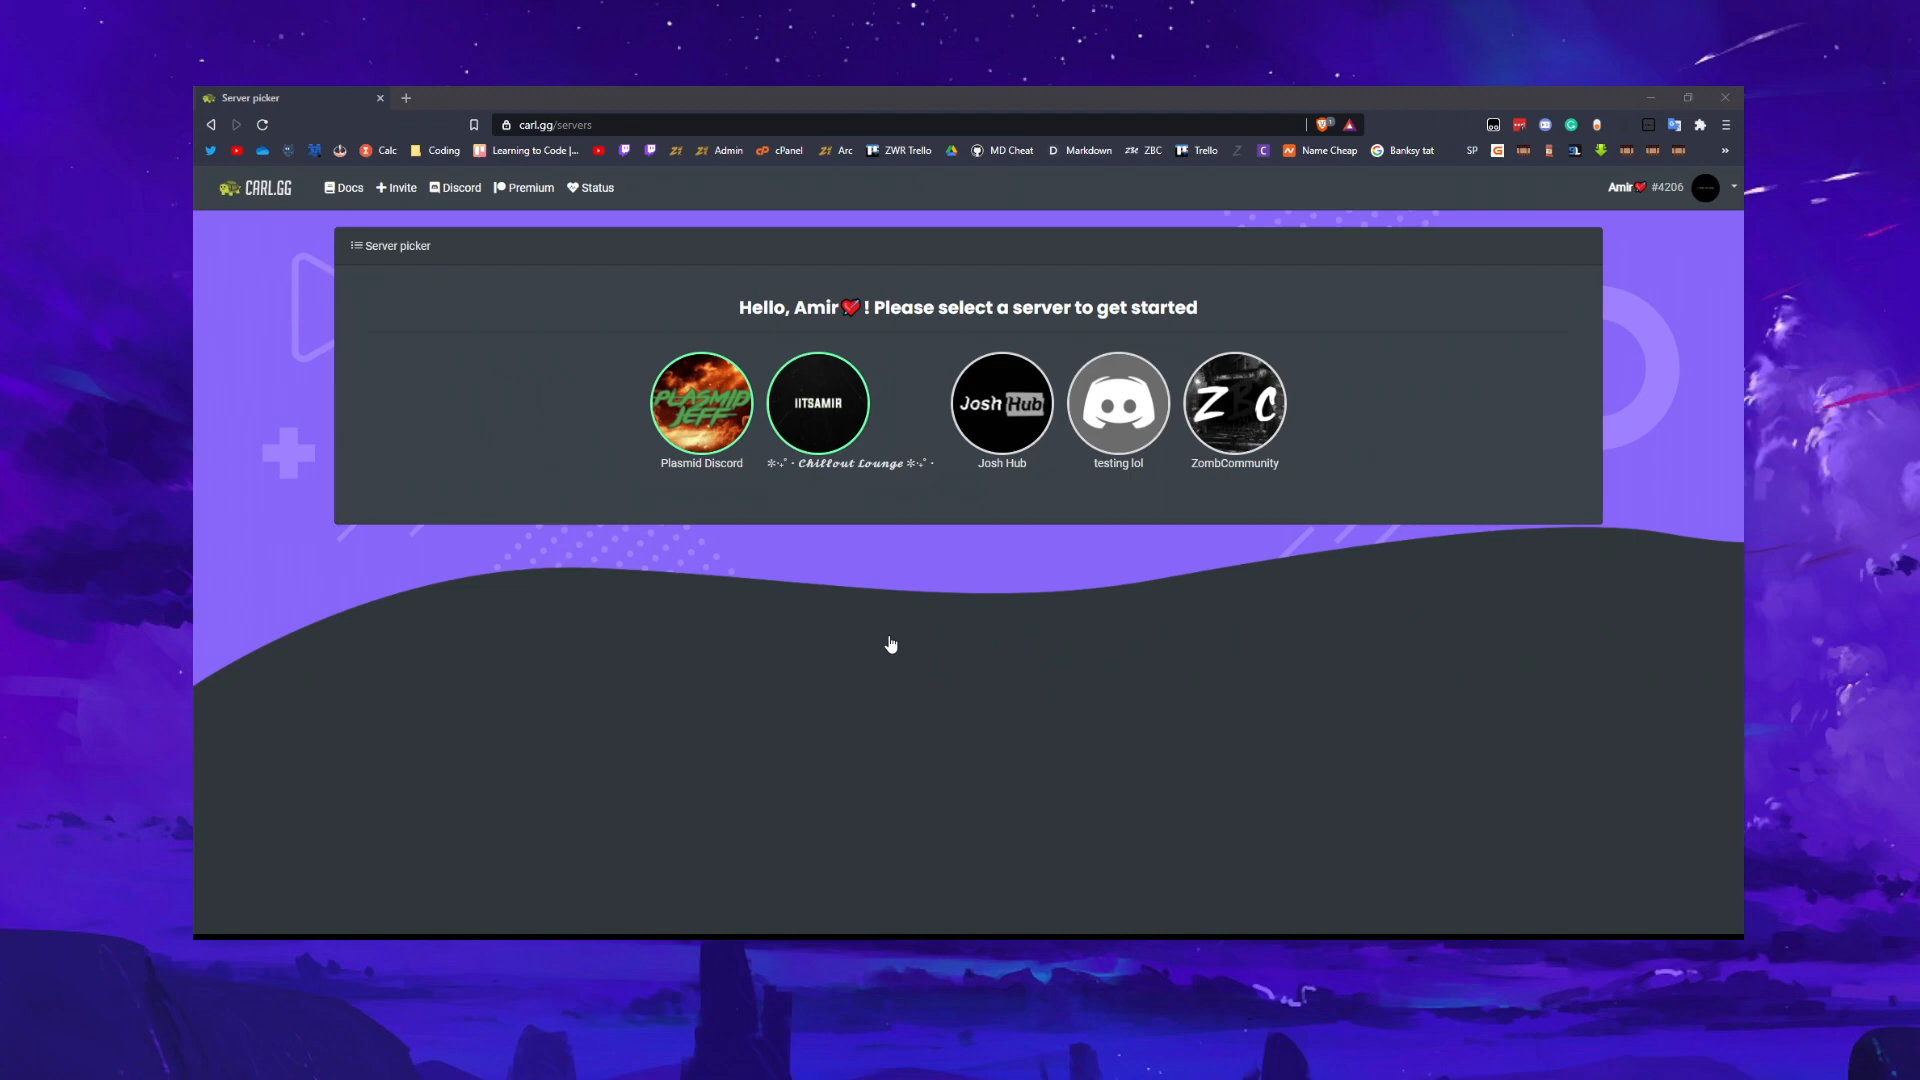 Server picker
carl.gg/servers
1
Calc
Coding
Learning to Code |...
Admin
cPanel
Arc
ZWR Trello
MD Cheat
D Markdown
ZBC
Trello
C
Name Cheap
Banksy tat
SP
»
CARL.GG
Docs
Invite
Discord
Premium
Status
Amir💘 #4206
Server picker
Hello, Amir💘! Please select a server to get started
PLASMID JEFF
IITSAMIR
Josh Hub
Z B C
Plasmid Discord
✼･ﾟ･ 𝓒𝓱𝓲𝓵𝓵𝓸𝓾𝓽 𝓛𝓸𝓾𝓷𝓰𝓮 ✼･ﾟ･
Josh Hub
testing lol
ZombCommunity